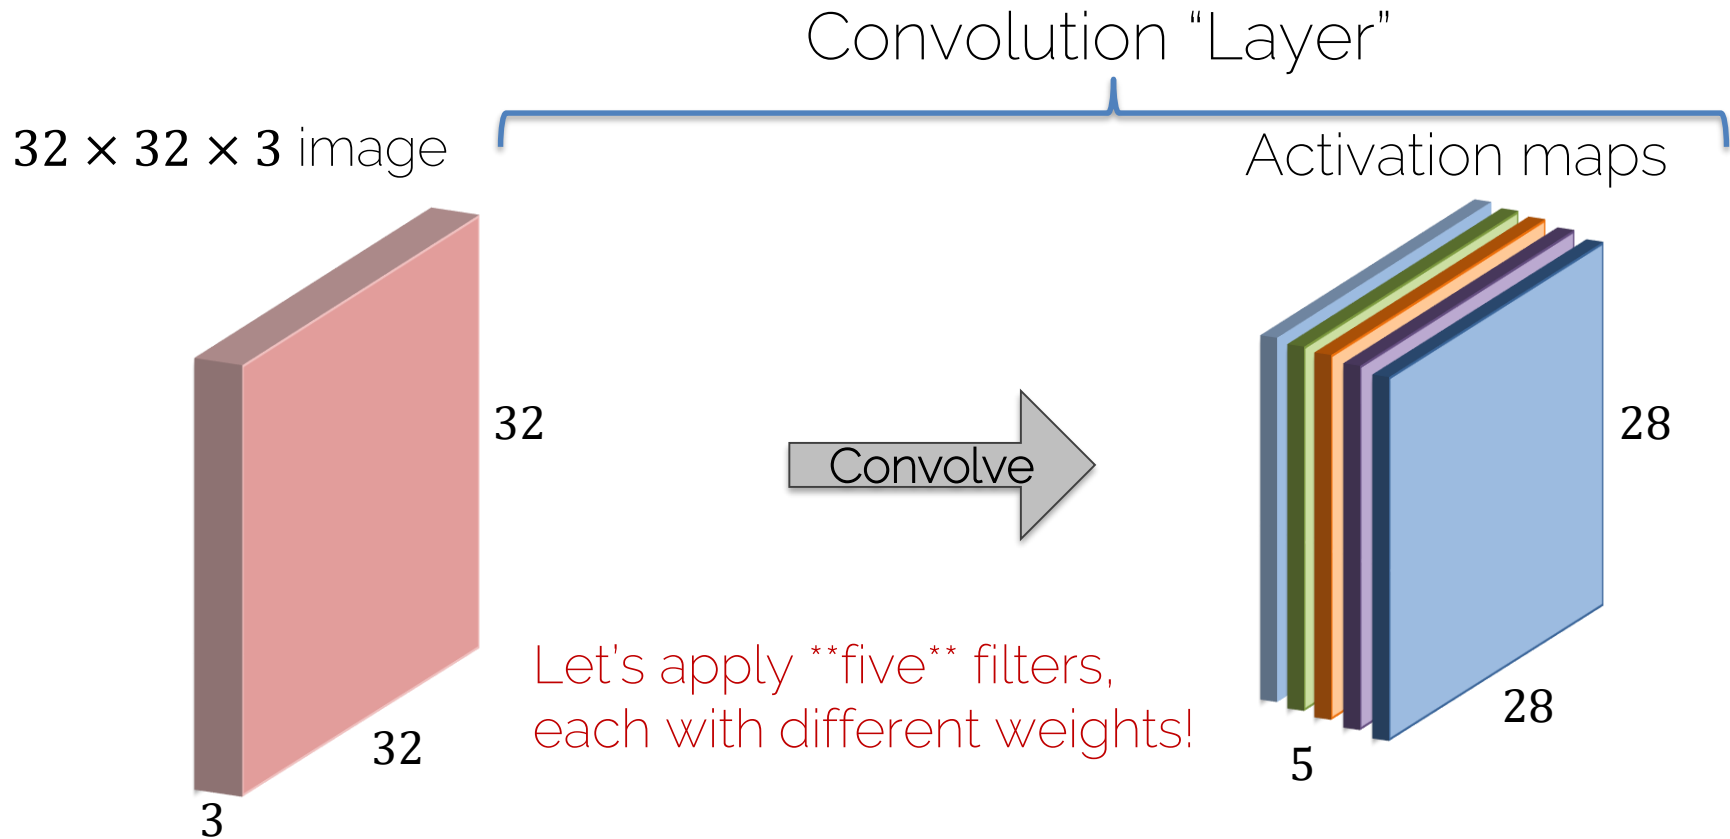 Convolution “Layer”
32 × 32 × 3 image
Activation maps
32
28
Convolve
Let’s apply **five** filters,
each with different weights!
32
3
28
5